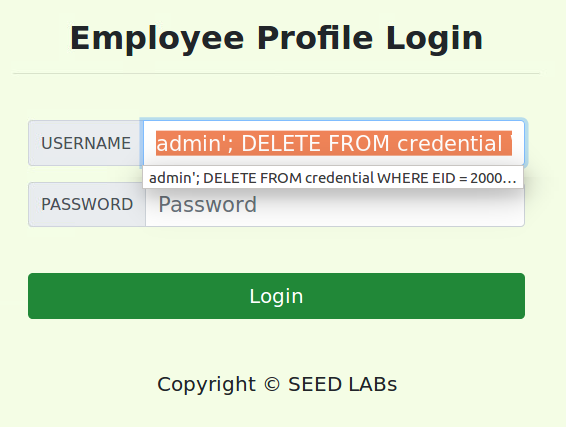 Employee Profile Login
USERNAME admin'; DELETE FROM credential
admin'; DELETE FROM credential WHERE EID = 2000...
PASSWORD Password
Login
Copyright © SEED LABs